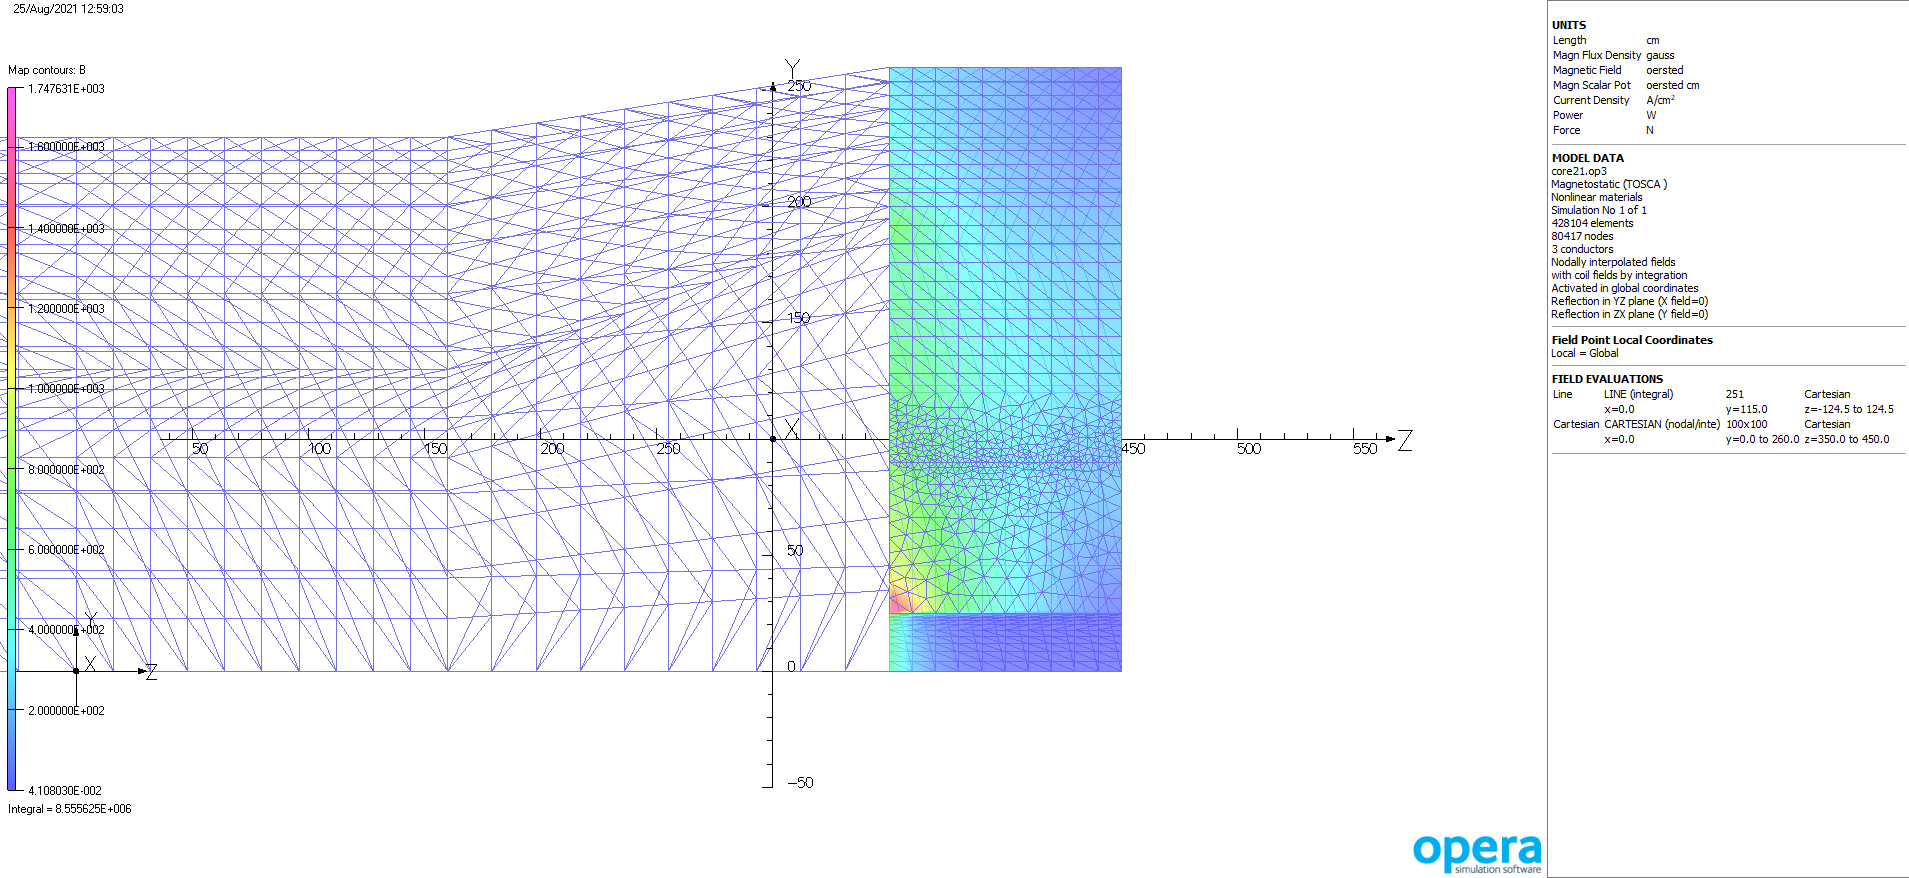 25/Aug/2021 12:59:03
Map contours: B
1.747631E+003
1.600000E+003
1.400000E+003
1.200000E+003
1.000000E+003
8.000000E+002
6.000000E+002
4.000000E+002
2.000000E+002
4.108030E-002
Integral = 8.555625E+006
Y
250
200
150
X
50
100
150
200
250
450
500
550
Z
50
0
-50
Y
X
Z
opera
simulation software
UNITS
Length cm
Magn Flux Density gauss
Magnetic Field oersted
Magn Scalar Pot oersted cm
Current Density A/cm²
Power W
Force N
MODEL DATA
core21.op3
Magnetostatic (TOSCA )
Nonlinear materials
Simulation No 1 of 1
428104 elements
80417 nodes
3 conductors
Nodally interpolated fields
with coil fields by integration
Activated in global coordinates
Reflection in YZ plane (X field=0)
Reflection in ZX plane (Y field=0)
Field Point Local Coordinates
Local = Global
FIELD EVALUATIONS
Line LINE (integral) 251 Cartesian
x=0.0 y=115.0 z=-124.5 to 124.5
Cartesian CARTESIAN (nodal/inte) 100x100 Cartesian
x=0.0 y=0.0 to 260.0 z=350.0 to 450.0